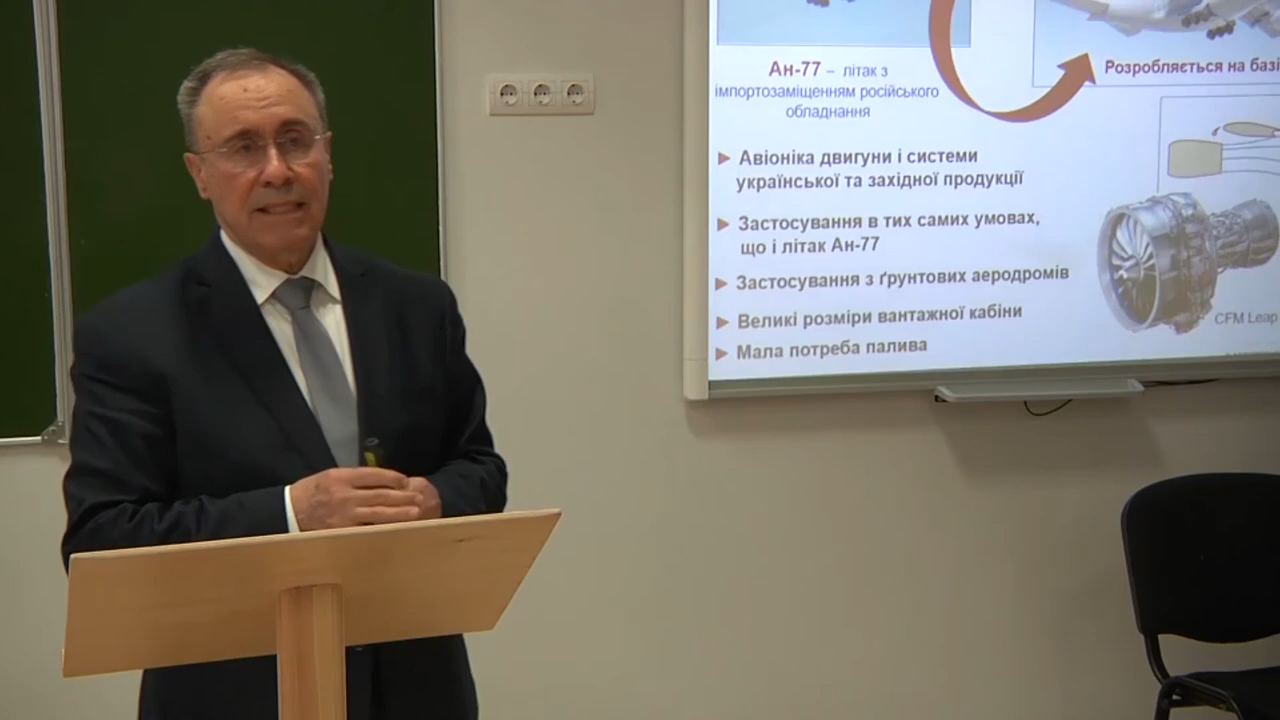 Ан-77 – літак з
імпортозаміщенням російського
обладнання
Розробляється на базі
Авіоніка двигуни і системи
української та західної продукції
Застосування в тих самих умовах,
що і літак Ан-77
Застосування з ґрунтових аеродромів
Великі розміри вантажної кабіни
Мала потреба палива
CFM Leap